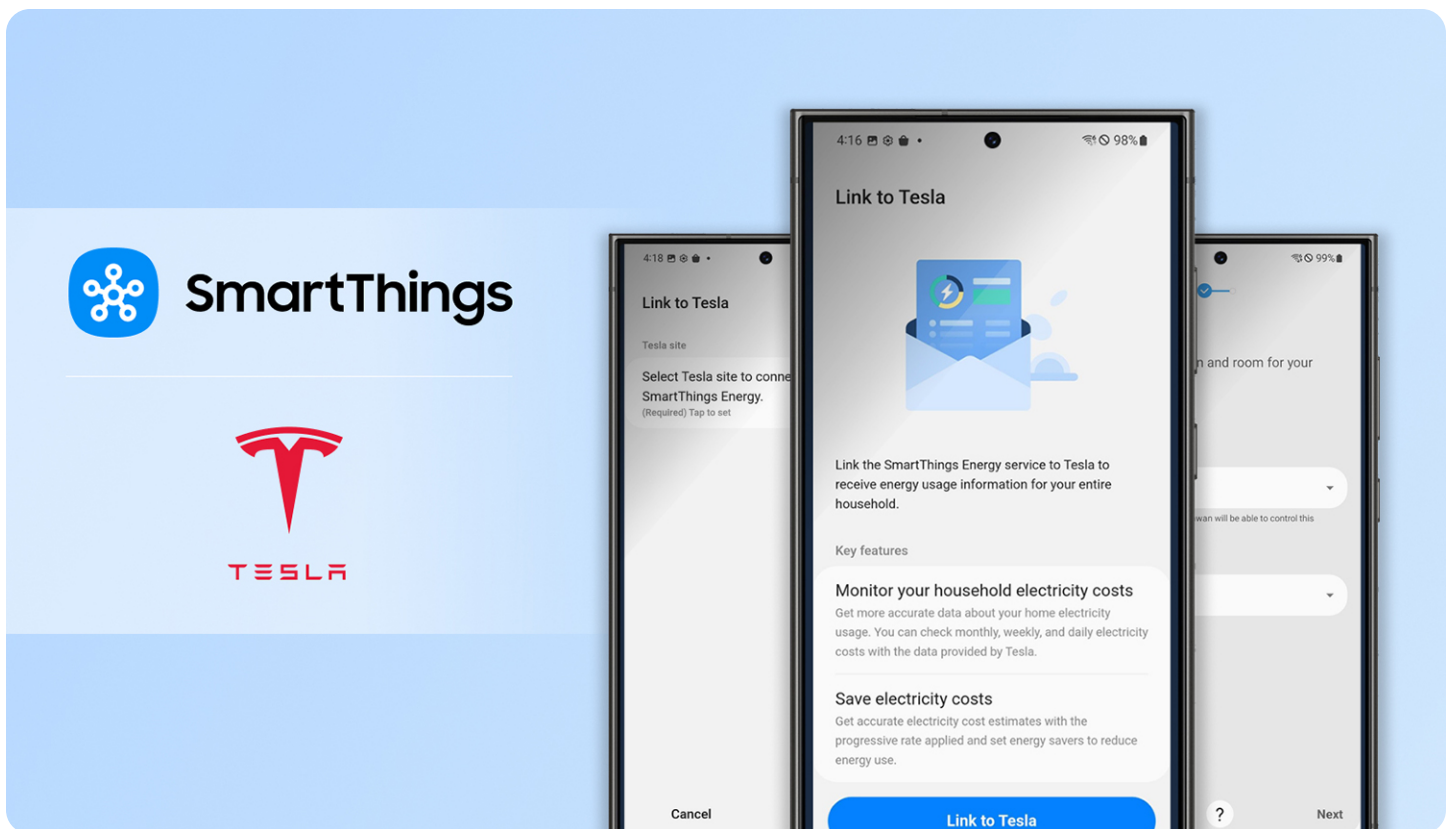 SmartThings
TESLA
4:18
Link to Tesla
Tesla site
Select Tesla site to conne
SmartThings Energy.
(Required) Tap to set
Cancel
4:16
98%
Link to Tesla
Link the SmartThings Energy service to Tesla to
receive energy usage information for your entire
household.
Key features
Monitor your household electricity costs
Get more accurate data about your home electricity
usage. You can check monthly, weekly, and daily electricity
costs with the data provided by Tesla.
Save electricity costs
Get accurate electricity cost estimates with the
progressive rate applied and set energy savers to reduce
energy use.
Link to Tesla
99%
n and room for your
wan will be able to control this
?
Next